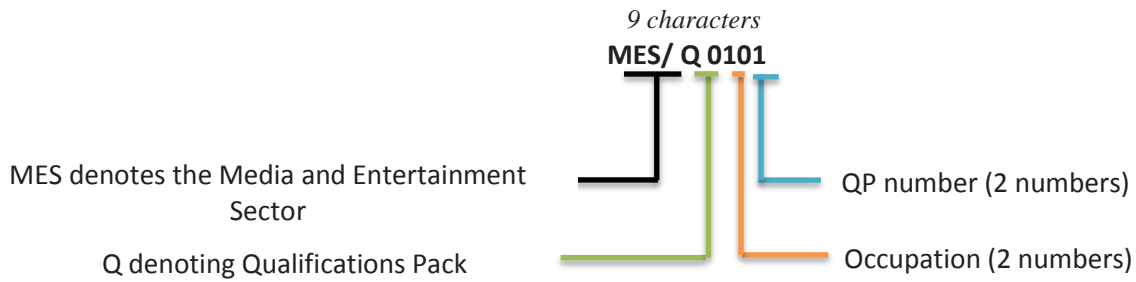 9 characters
MES/ Q 0101
MES denotes the Media and Entertainment
Sector
QP number (2 numbers)
Q denoting Qualifications Pack
Occupation (2 numbers)